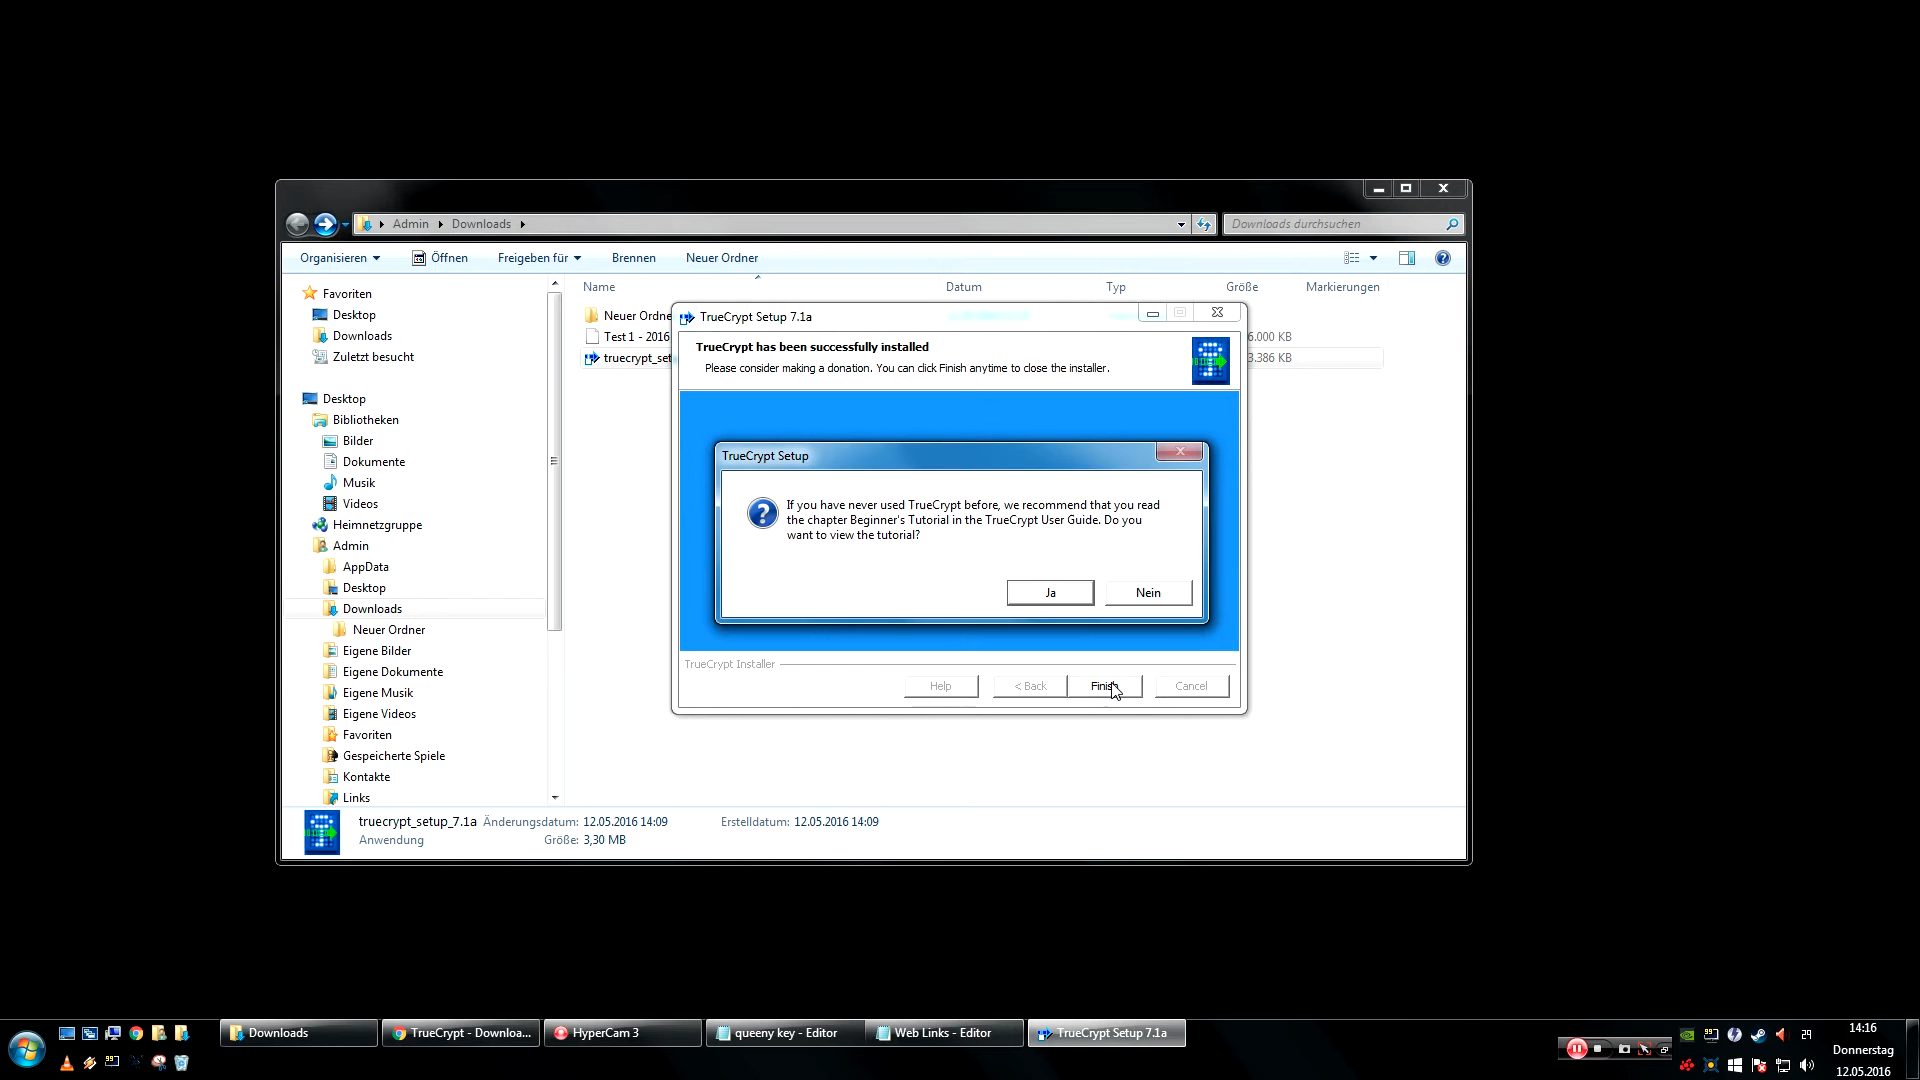 Admin
Downloads
Downloads durchsuchen
Organisieren
Öffnen
Freigeben für
Brennen
Neuer Ordner
Favoriten
Desktop
Downloads
Zuletzt besucht
Desktop
Bibliotheken
Bilder
Dokumente
Musik
Videos
Heimnetzgruppe
Admin
AppData
Desktop
Downloads
Neuer Ordner
Eigene Bilder
Eigene Dokumente
Eigene Musik
Eigene Videos
Favoriten
Gespeicherte Spiele
Kontakte
Links
Name
Datum
Typ
Größe
Markierungen
Neuer Ordne
Test 1 - 2016
6.000 KB
truecrypt_set
3.386 KB
TrueCrypt Setup 7.1a
TrueCrypt has been successfully installed
Please consider making a donation. You can click Finish anytime to close the installer.
TrueCrypt Setup
If you have never used TrueCrypt before, we recommend that you read
the chapter Beginner's Tutorial in the TrueCrypt User Guide. Do you
want to view the tutorial?
Ja
Nein
TrueCrypt Installer
Help
< Back
Finish
Cancel
truecrypt_setup_7.1a
Änderungsdatum: 12.05.2016 14:09
Erstelldatum: 12.05.2016 14:09
Anwendung
Größe: 3,30 MB
Downloads
TrueCrypt - Downloa...
HyperCam 3
queeny key - Editor
Web Links - Editor
TrueCrypt Setup 7.1a
14:16
Donnerstag
12.05.2016